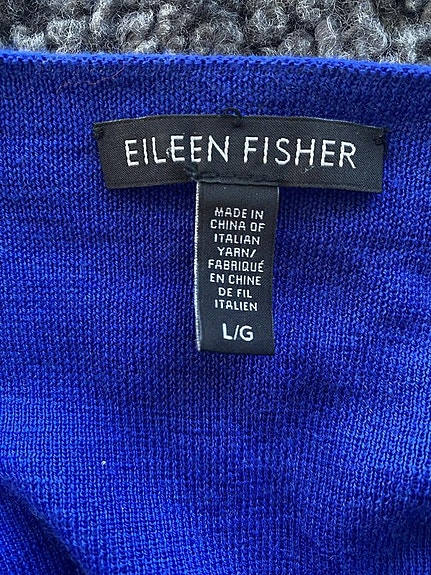 EILEEN FISHER
MADE IN
CHINA OF
ITALIAN
YARN/
FABRIQUÉ
EN CHINE
DE FIL
ITALIEN
L/G